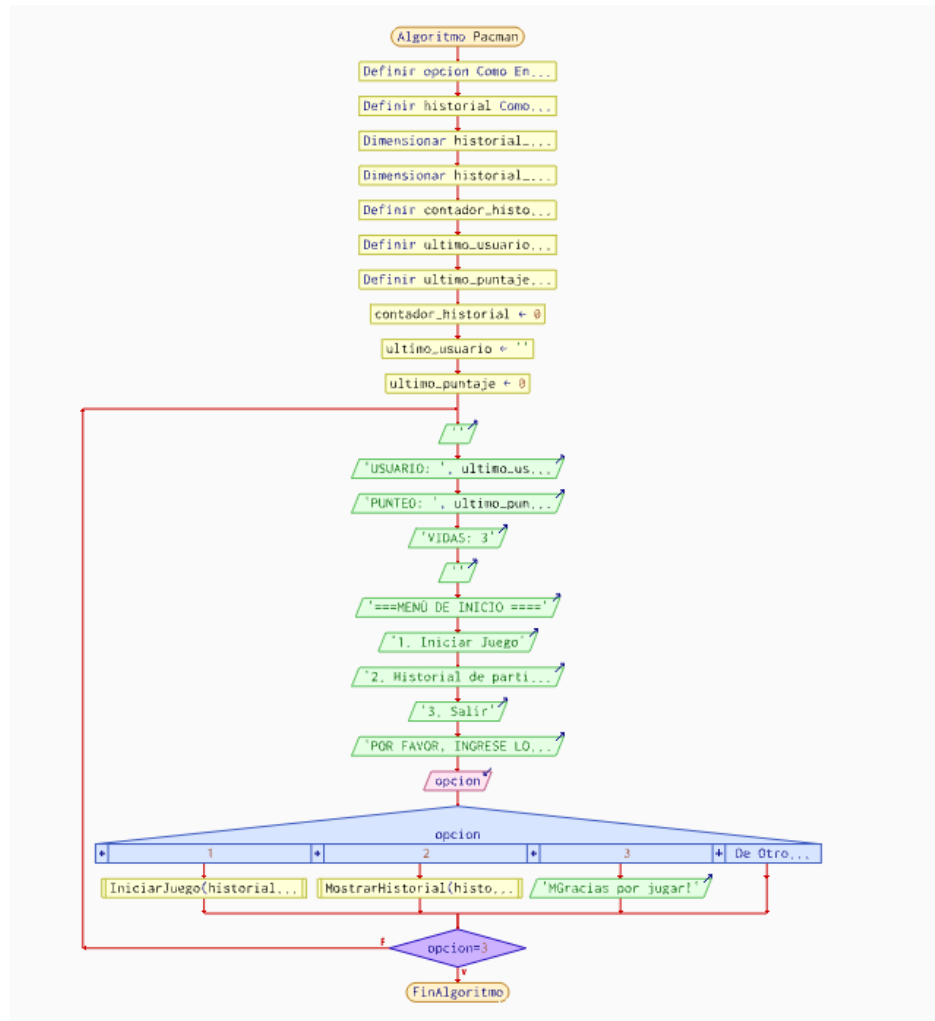 Algoritmo Pacman
Definir opcion Como En...
Definir historial Como...
Dimensionar historial_...
Dimensionar historial_...
Definir contador_histo...
Definir ultimo_usuario...
Definir ultimo_puntaje...
contador_historial ← 0
ultimo_usuario ← ''
ultimo_puntaje ← 0
''
'USUARIO: ', ultimo_us...
'PUNTEO: ', ultimo_pun...
'VIDAS: 3'
''
'===MENÚ DE INICIO ===='
'1. Iniciar Juego'
'2. Historial de parti...
'3. Salir'
'POR FAVOR, INGRESE LO...
opcion
opcion
+ 1 + 2 + 3 + De Otro...
IniciarJuego(historial... MostrarHistorial(histo... 'MGracias por jugar!'
F opcion=3
V
FinAlgoritmo